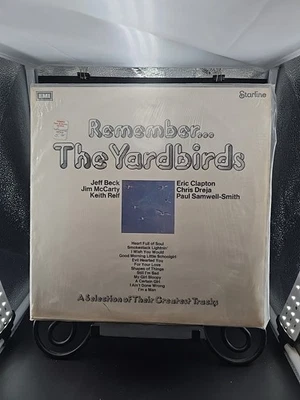 EMI
Starline
Remember...
The Yardbirds
Jeff Beck
Jim McCarty
Keith Relf
Eric Clapton
Chris Dreja
Paul Samwell-Smith
Heart Full of Soul
Smokestack Lightnin'
I Wish You Would
Good Morning Little Schoolgirl
Evil Hearted You
For Your Love
Shapes of Things
Still I'm Sad
My Girl Sloopy
A Certain Girl
I Ain't Done Wrong
I'm a Man
A Selection of Their Greatest Tracks